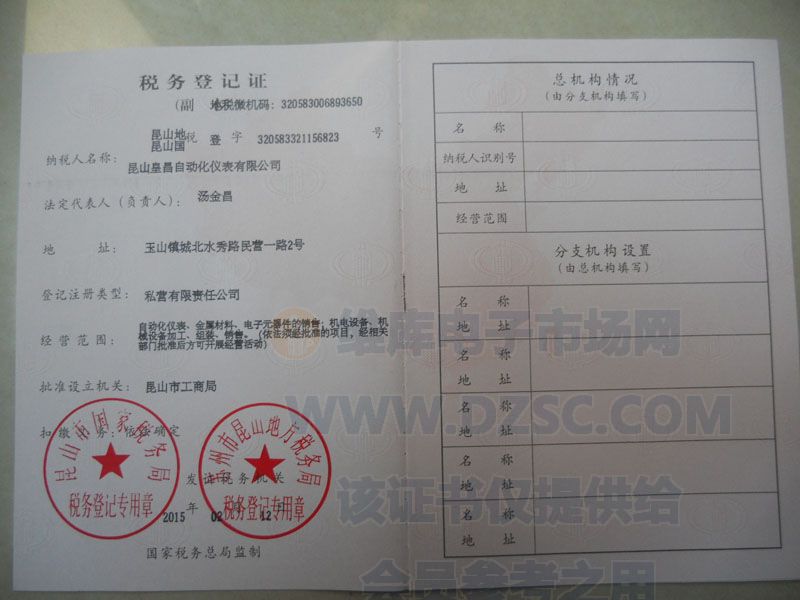 税务登记证
(副 地税微机码: 320583006893650
昆山地
昆山国
税 登 字 320583321156823 号
纳税人名称: 昆山皇昌自动化仪表有限公司
法定代表人(负责人): 汤金昌
地 址: 玉山镇城北水秀路民营一路2号
登记注册类型: 私营有限责任公司
经营范围: 自动化仪表、金属材料、电子元器件的销售; 机电设备、机
械设备加工、组装、销售。(依法须经批准的项目, 经相关
部门批准后方可开展经营活动)
批准设立机关: 昆山市工商局
扣缴义务: 依法确定
发证税务机关
2015 年 02 月 12 日
国家税务总局监制
昆山市国家税务局
税务登记专用章
苏州市昆山地方税务局
税务登记专用章
总机构情况
(由分支机构填写)
名 称
纳税人识别号
地 址
经营范围
分支机构设置
(由总机构填写)
名 称
地 址
名 称
地 址
名 称
地 址
名 称
地 址
名 称
地 址
维库电子市场网
WWW.DZSC.COM
该证书仅提供给
会员参考之用